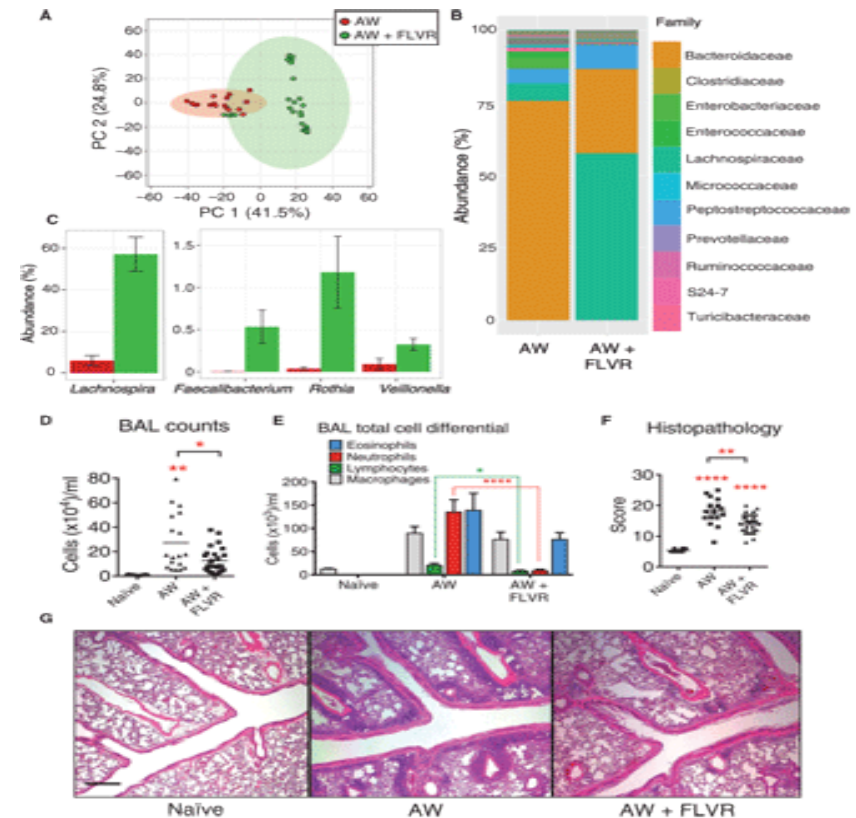 A
AW
AW + FLVR
60
40
20
0
−20
−40
−60
PC 2 (24.8%)
−60 −40 −20 0 20 40 60
PC 1 (41.5%)
B
100
75
50
25
0
Abundance (%)
AW
AW +
FLVR
Family
Bacteroidaceae
Clostridiaceae
Enterobacteriaceae
Enterococcaceae
Lachnospiraceae
Micrococcaceae
Peptostreptococcaceae
Prevotellaceae
Ruminococcaceae
S24-7
Turicibacteraceae
C
60
40
20
0
Abundance (%)
Lachnospira
1.5
1.0
0.5
0.0
Faecalibacterium Rothia Veillonella
D
BAL counts
*
**
80
60
40
20
0
Cells (x10⁴)/ml
Naïve
AW
AW +
FLVR
E
BAL total cell differential
Eosinophils
Neutrophils
Lymphocytes
Macrophages
*
****
200
150
100
50
0
Cells (x10³)/ml
Naïve
AW
AW +
FLVR
F
Histopathology
**
****
****
30
20
10
0
Score
Naïve
AW
AW +
FLVR
G
Naïve
AW
AW + FLVR